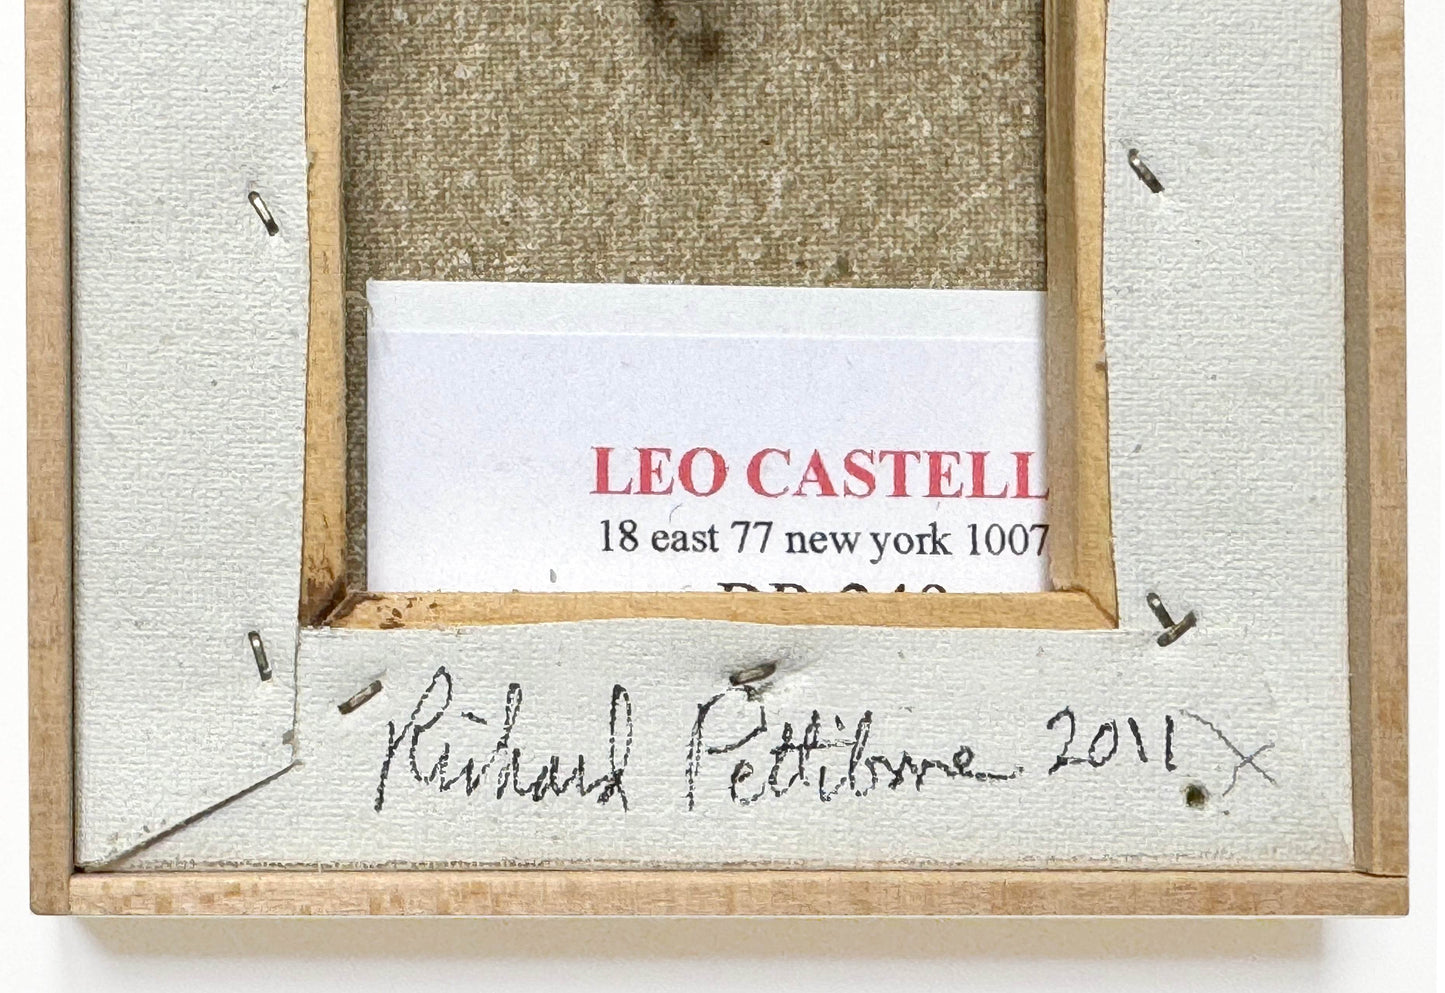 LEO CASTELL
18 east 77 new york 1007
Richard Pettibone 2011